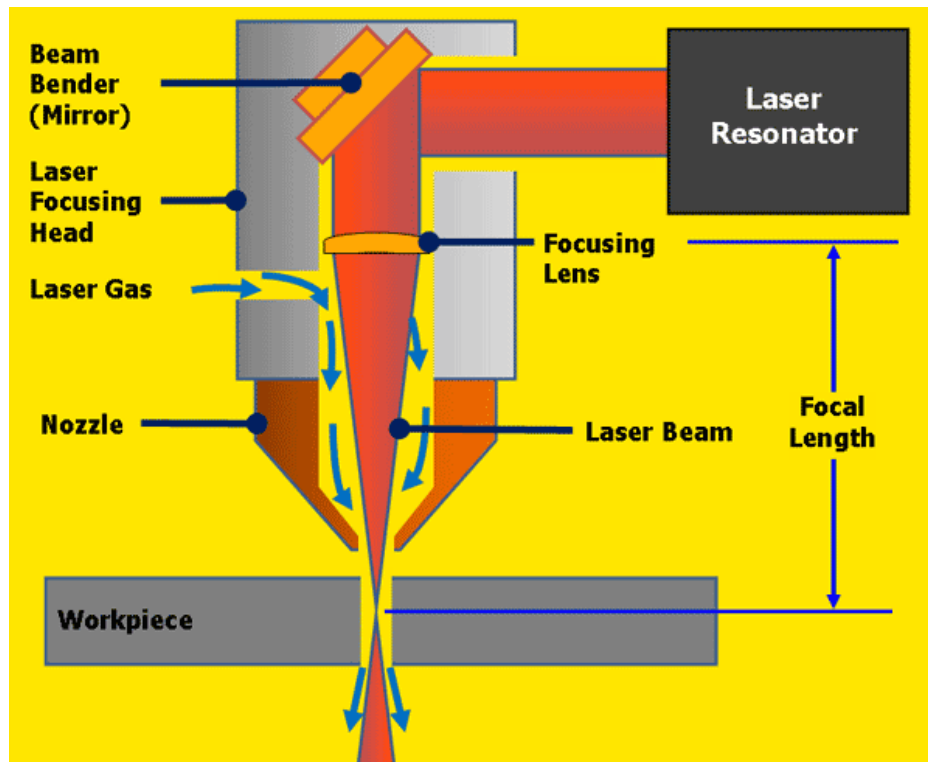 Beam
Bender
(Mirror)
Laser
Resonator
Laser
Focusing
Head
Focusing
Lens
Laser Gas
Nozzle
Laser Beam
Focal
Length
Workpiece